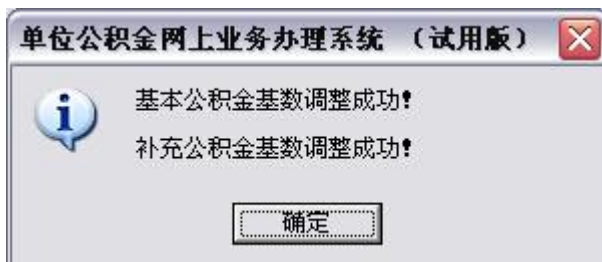 单位公积金网上业务办理系统 （试用版）
基本公积金基数调整成功！
补充公积金基数调整成功！
确定